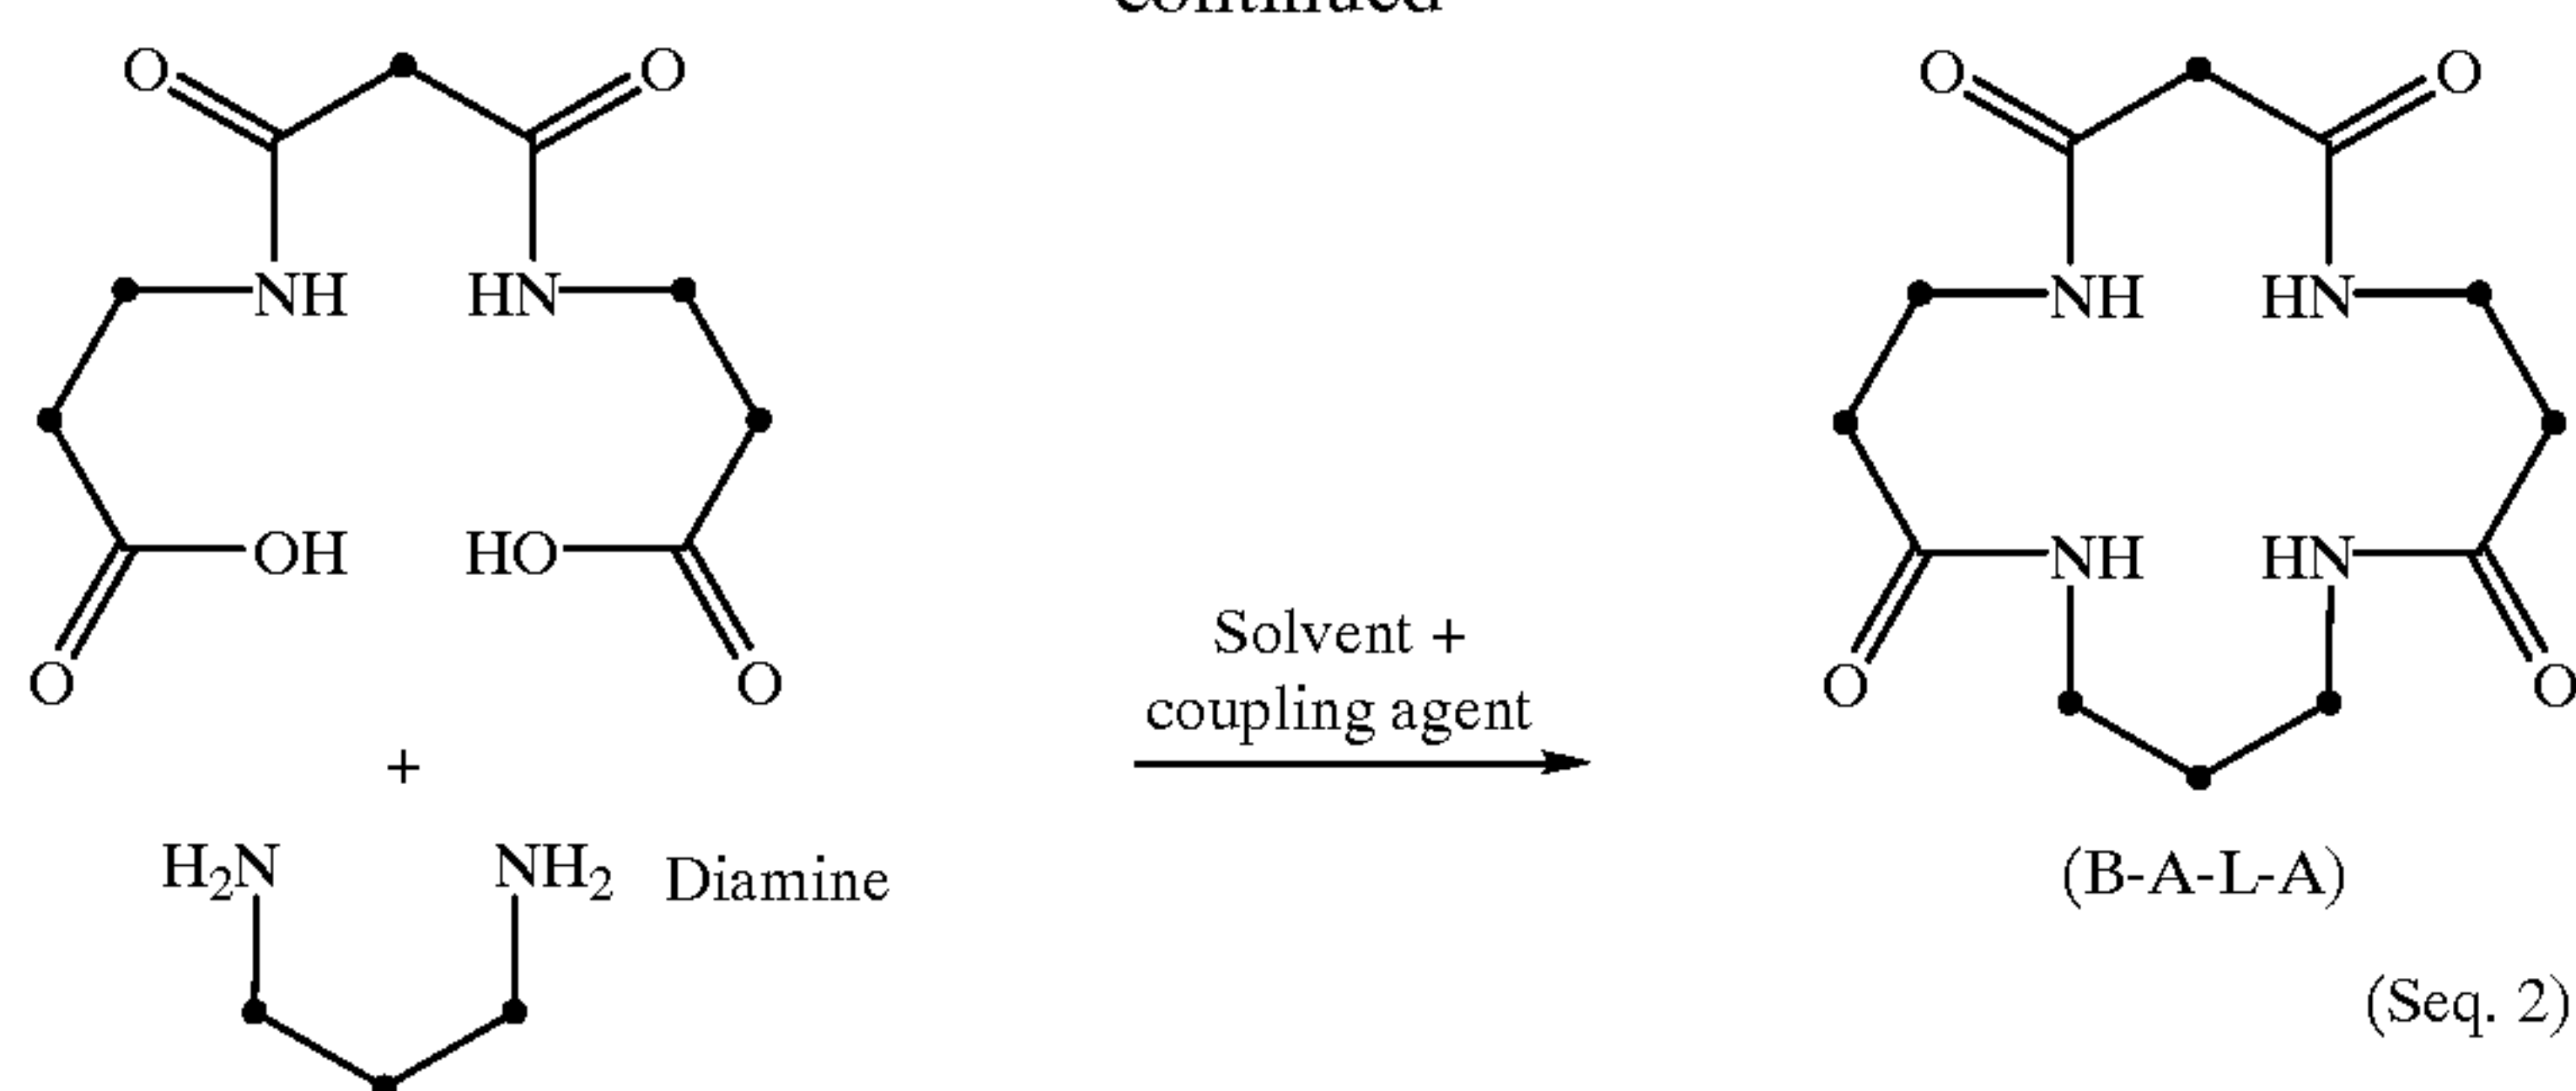 continued
O O O O
NH HN NH HN
OH HO NH HN
O O Solvent + O O
coupling agent
+
H₂N NH₂ Diamine (B-A-L-A)
(Seq. 2)